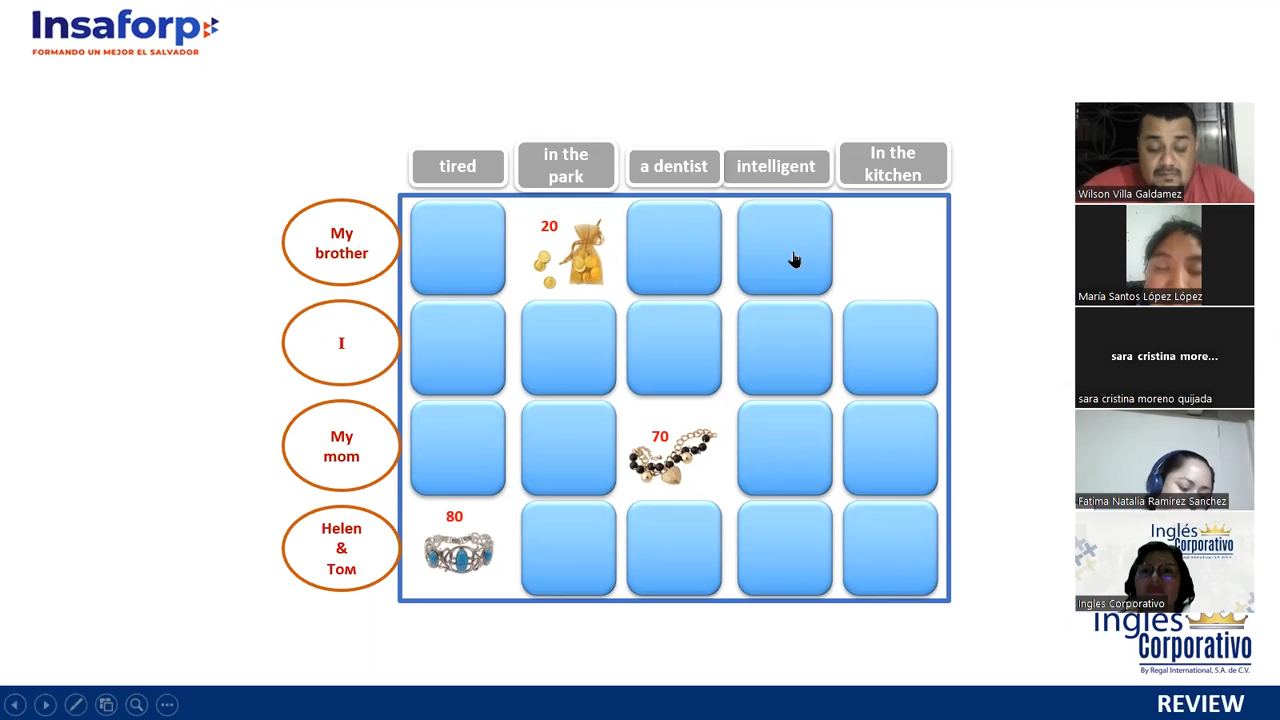 Insaforp
FORMANDO UN MEJOR EL SALVADOR
tired
in the
park
a dentist
intelligent
In the
kitchen
My
brother
20
I
My
mom
70
Helen
&
Tom
80
Wilson Villa Galdamez
María Santos López López
sara cristina more...
sara cristina moreno quijada
Fatima Natalia Ramirez Sanchez
Inglés
Corporativo
Ingles Corporativo
Inglés
Corporativo
By Regal International, S.A. de C.V.
REVIEW